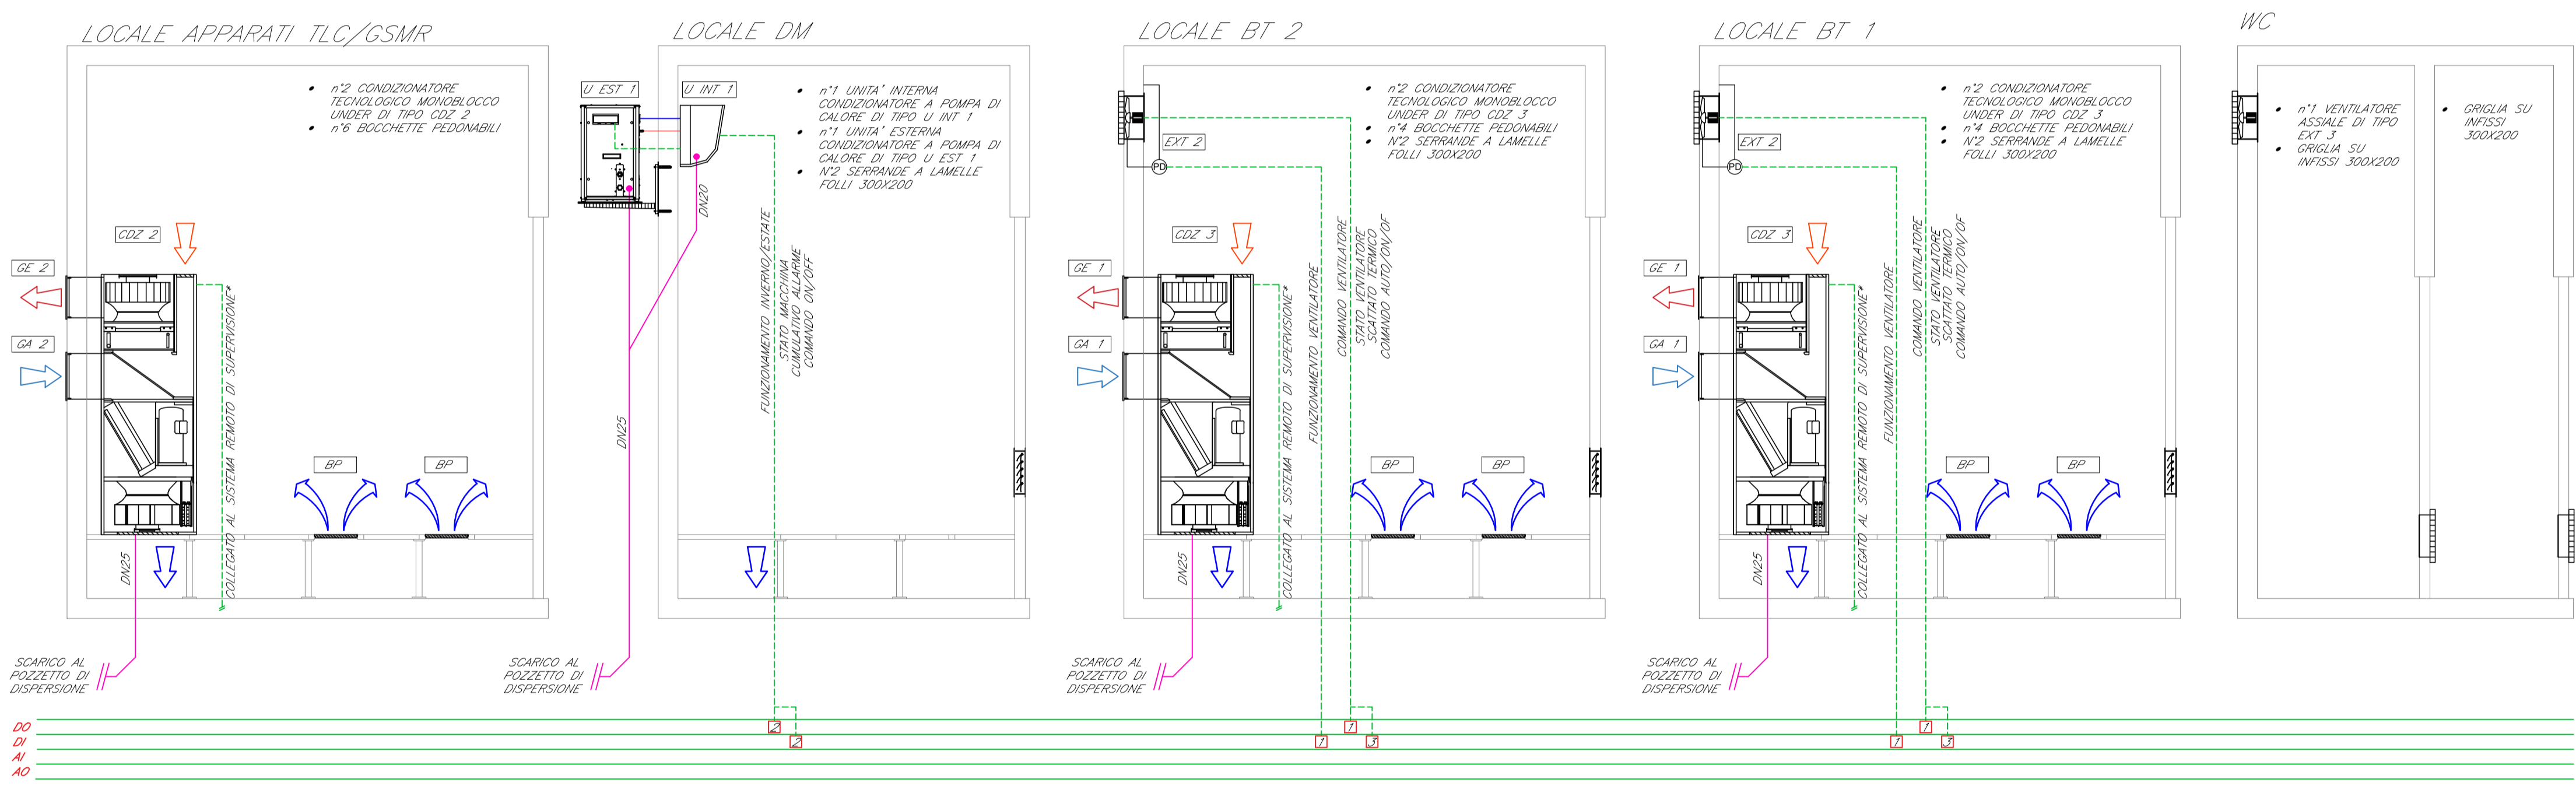 LOCALE APPARATI TLC/GSMR
n°2 CONDIZIONATORE
TECNOLOGICO MONOBLOCCO
UNDER DI TIPO CDZ 2
n°6 BOCCHETTE PEDONABILI
CDZ 2
GE 2
GA 2
COLLEGATO AL SISTEMA REMOTO DI SUPERVISIONE*
BP
BP
DN25
SCARICO AL
POZZETTO DI
DISPERSIONE
LOCALE DM
U EST 1
U INT 1
n°1 UNITA' INTERNA
CONDIZIONATORE A POMPA DI
CALORE DI TIPO U INT 1
n°1 UNITA' ESTERNA
CONDIZIONATORE A POMPA DI
CALORE DI TIPO U EST 1
N°2 SERRANDE A LAMELLE
FOLLI 300X200
DN20
FUNZIONAMENTO INVERNO/ESTATE
STATO MACCHINA
CUMULATIVO ALLARME
COMANDO ON/OFF
DN25
SCARICO AL
POZZETTO DI
DISPERSIONE
LOCALE BT 2
n°2 CONDIZIONATORE
TECNOLOGICO MONOBLOCCO
UNDER DI TIPO CDZ 3
n°4 BOCCHETTE PEDONABILI
N°2 SERRANDE A LAMELLE
FOLLI 300X200
EXT 2
PD
CDZ 3
GE 1
GA 1
COLLEGATO AL SISTEMA REMOTO DI SUPERVISIONE*
FUNZIONAMENTO VENTILATORE
COMANDO VENTILATORE
STATO VENTILATORE
SCATTATO TERMICO
COMANDO AUTO/ON/OF
BP
BP
DN25
SCARICO AL
POZZETTO DI
DISPERSIONE
LOCALE BT 1
n°2 CONDIZIONATORE
TECNOLOGICO MONOBLOCCO
UNDER DI TIPO CDZ 3
n°4 BOCCHETTE PEDONABILI
N°2 SERRANDE A LAMELLE
FOLLI 300X200
EXT 2
PD
CDZ 3
GE 1
GA 1
COLLEGATO AL SISTEMA REMOTO DI SUPERVISIONE*
FUNZIONAMENTO VENTILATORE
COMANDO VENTILATORE
STATO VENTILATORE
SCATTATO TERMICO
COMANDO AUTO/ON/OF
BP
BP
DN25
SCARICO AL
POZZETTO DI
DISPERSIONE
WC
n°1 VENTILATORE
ASSIALE DI TIPO
EXT 3
GRIGLIA SU
INFISSI 300X200
GRIGLIA SU
INFISSI
300X200
DO
2 1 1
DI
2 1 3 1 3
AI
AO